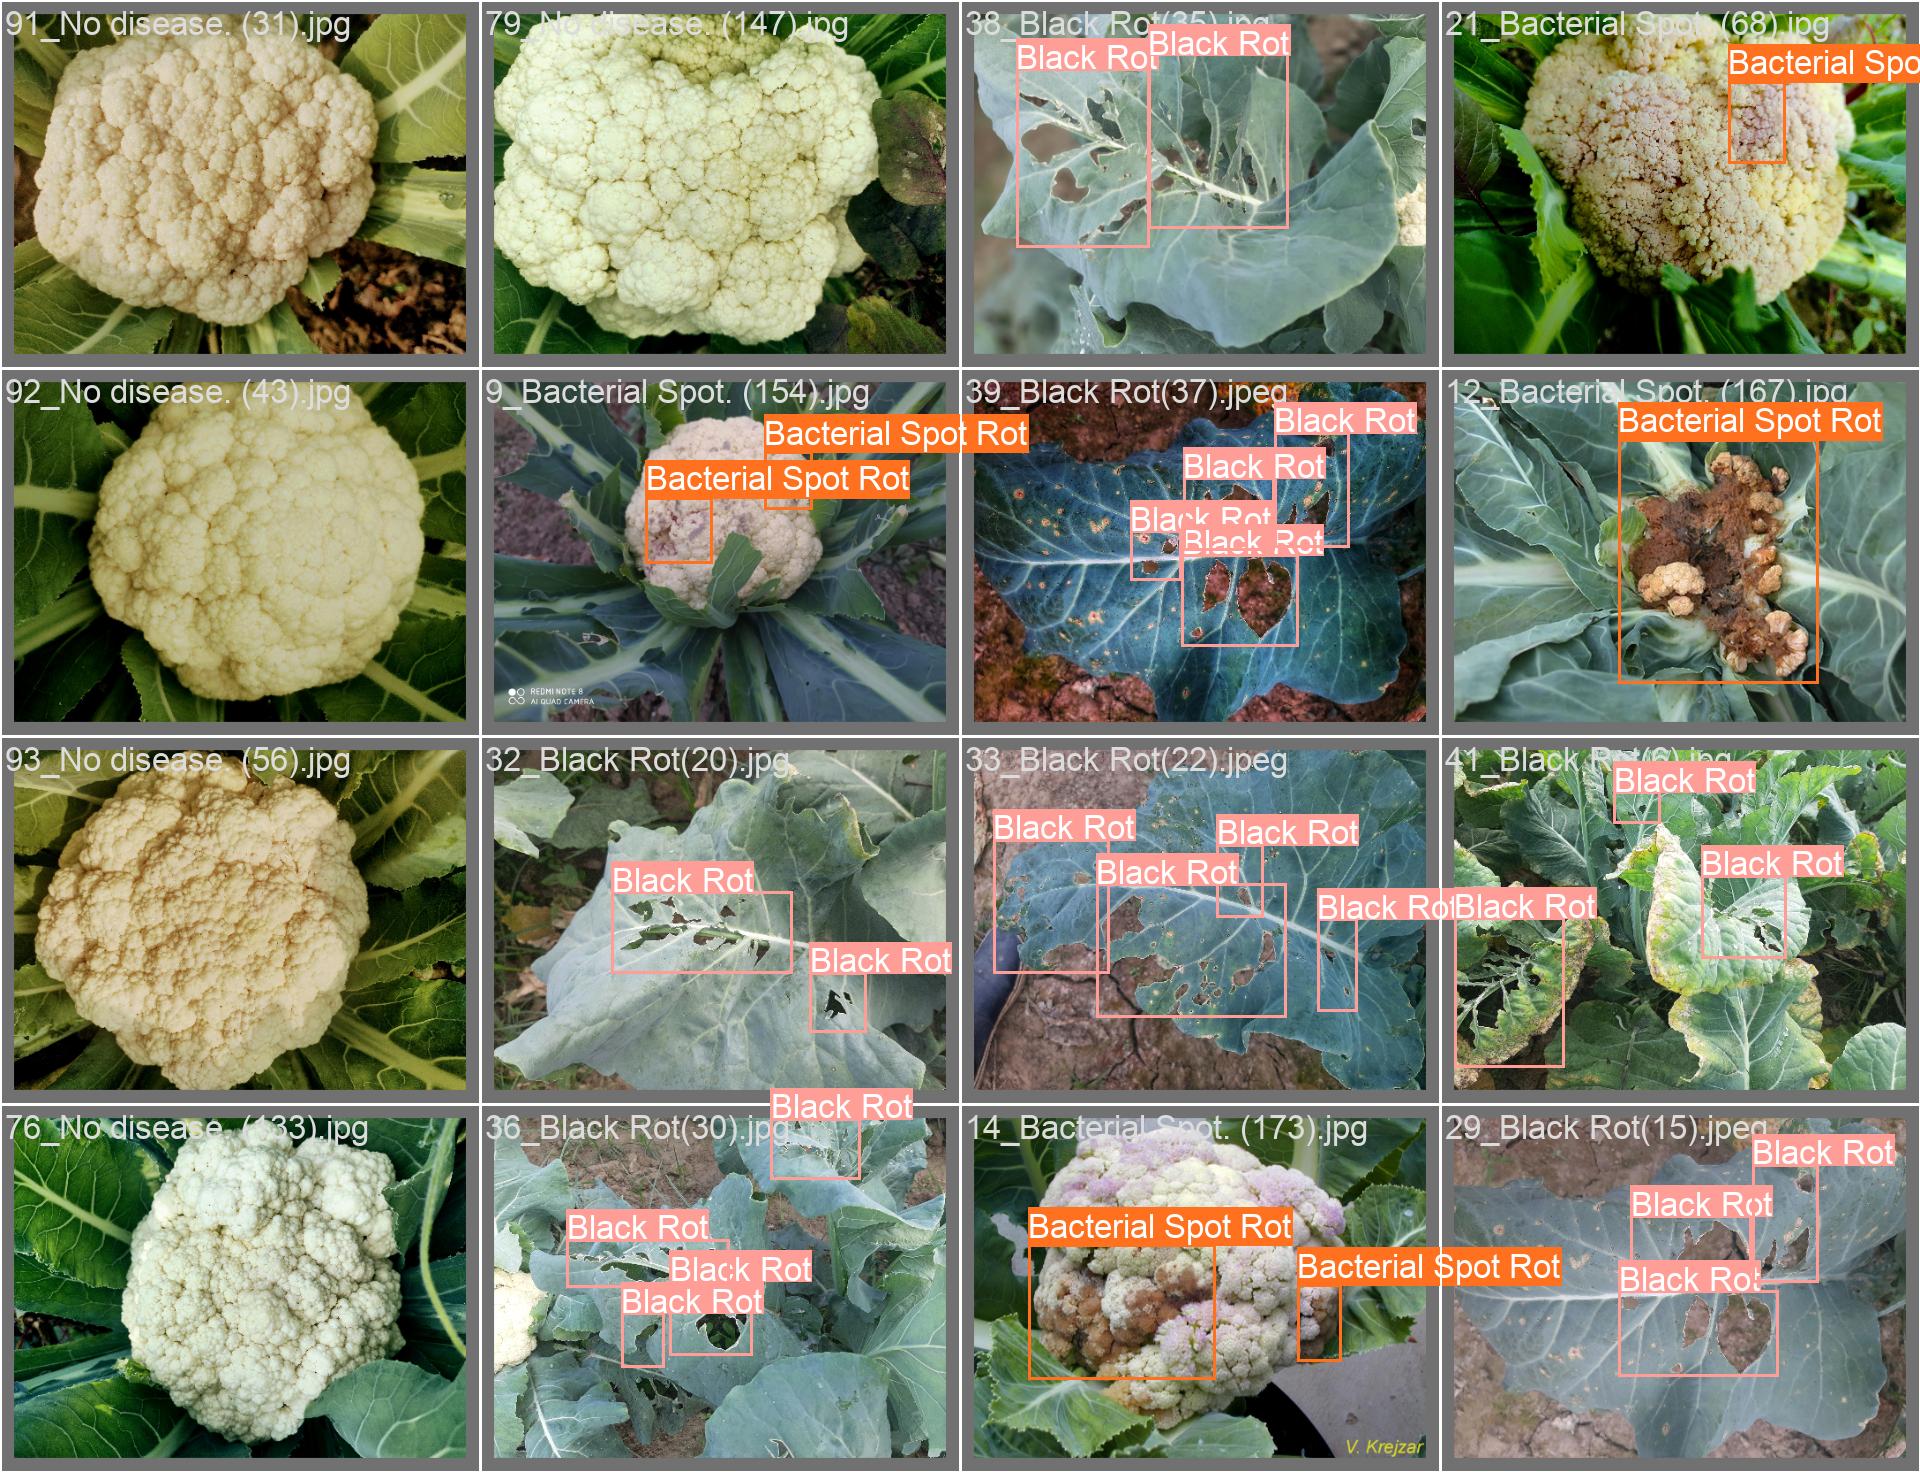 91_No disease. (31).jpg
79_No disease. (147).jpg
38_Black Rot(35).jpg
Black Rot
Black Rot
21_Bacterial Spot. (68).jpg
Bacterial Spo
92_No disease. (43).jpg
9_Bacterial Spot. (154).jpg
Bacterial Spot Rot
Bacterial Spot Rot
REDMI NOTE 8
AI QUAD CAMERA
39_Black Rot(37).jpeg
Black Rot
Black Rot
Black Rot
Black Rot
12_Bacterial Spot. (167).jpg
Bacterial Spot Rot
93_No disease. (56).jpg
32_Black Rot(20).jpg
Black Rot
Black Rot
33_Black Rot(22).jpeg
Black Rot
Black Rot
Black Rot
Black Rot
41_Black Rot(6).jpg
Black Rot
Black Rot
Black Rot
76_No disease. (133).jpg
36_Black Rot(30).jpg
Black Rot
Black Rot
Black Rot
Black Rot
14_Bacterial Spot. (173).jpg
Bacterial Spot Rot
Bacterial Spot Rot
V. Krejzar
29_Black Rot(15).jpeg
Black Rot
Black Rot
Black Rot